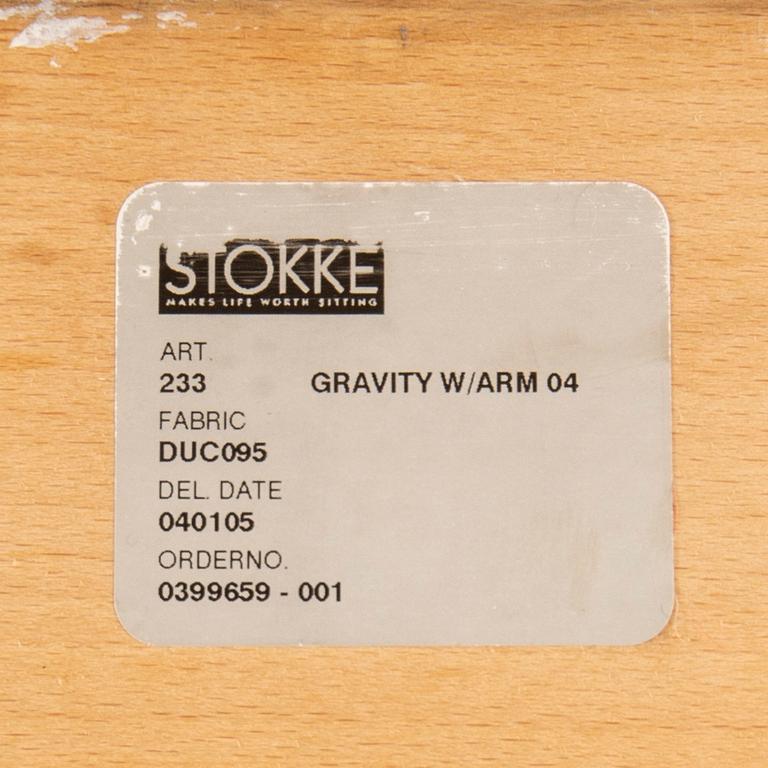 STOKKE
MAKES LIFE WORTH SITTING
ART.
233 GRAVITY W/ARM 04
FABRIC
DUC095
DEL. DATE
040105
ORDERNO.
0399659 - 001